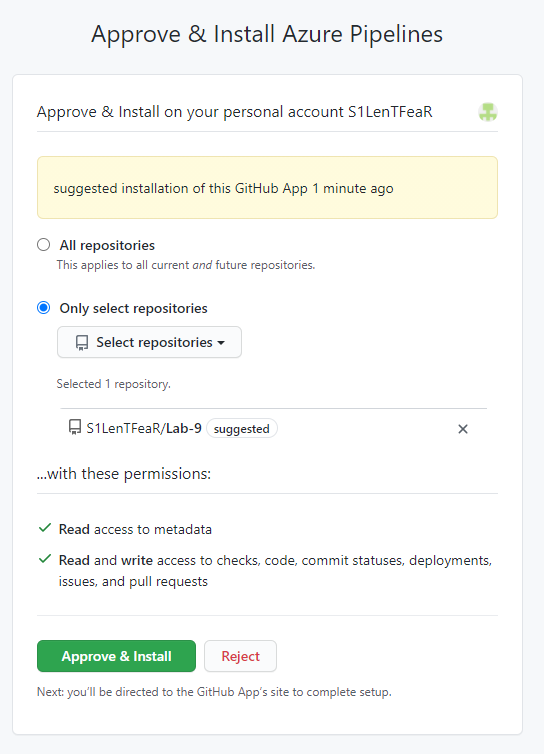 Approve & Install Azure Pipelines
Approve & Install on your personal account S1LenTFeaR
suggested installation of this GitHub App 1 minute ago
All repositories
This applies to all current and future repositories.
Only select repositories
Select repositories
Selected 1 repository.
S1LenTFeaR/Lab-9 suggested
...with these permissions:
Read access to metadata
Read and write access to checks, code, commit statuses, deployments,
issues, and pull requests
Approve & Install Reject
Next: you'll be directed to the GitHub App's site to complete setup.